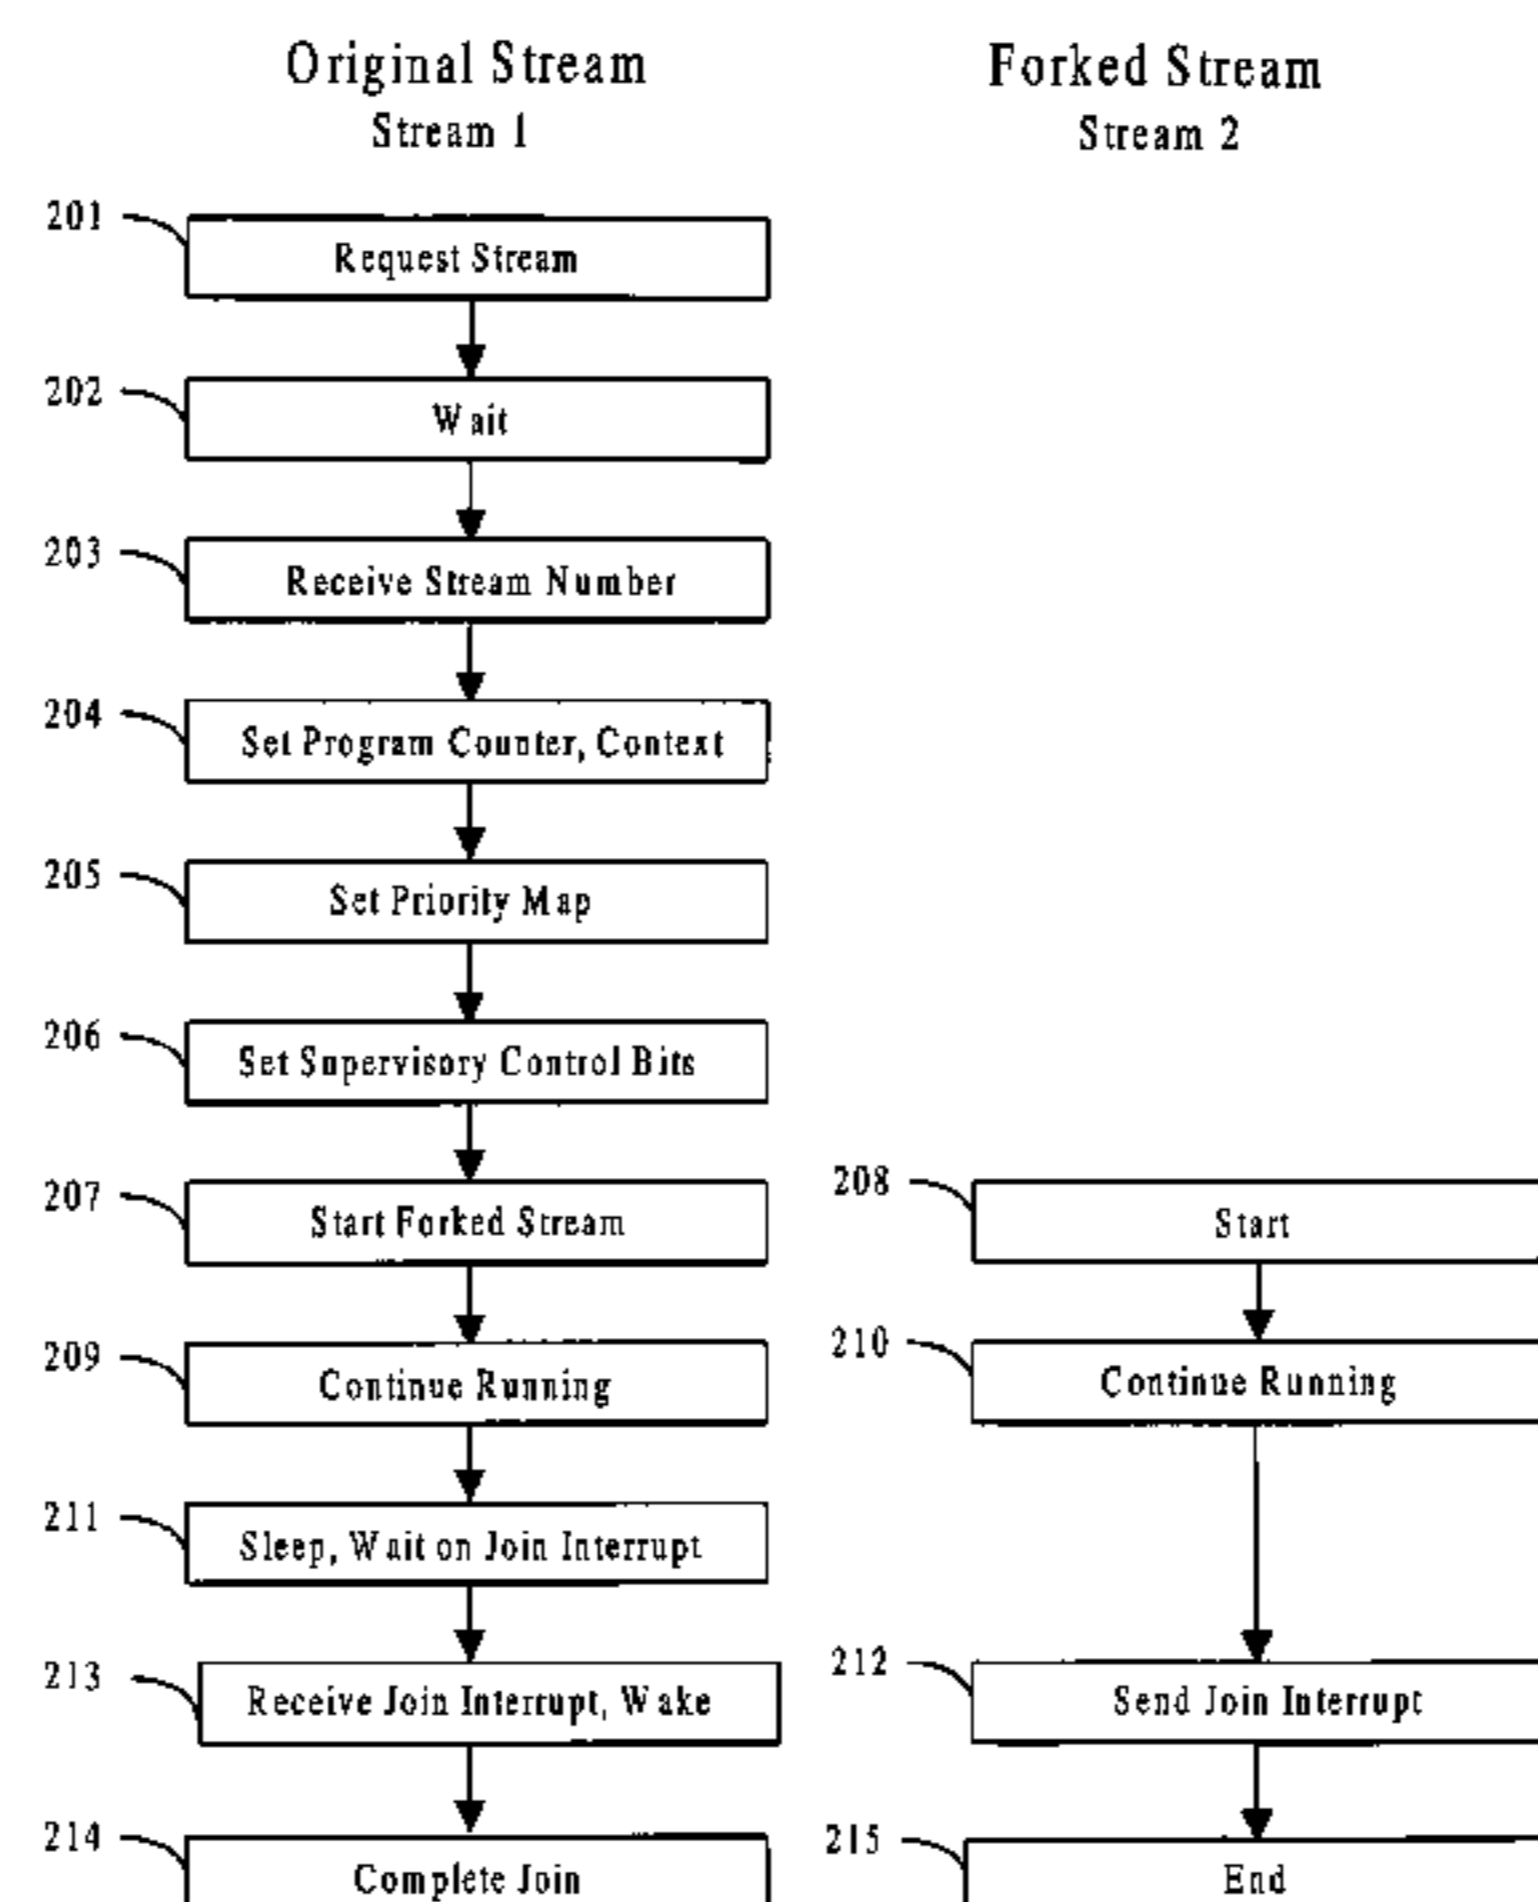 Original Stream
Stream 1
Forked Stream
Stream 2
201
Request Stream
202
Wait
203
Receive Stream Number
204
Set Program Counter, Context
205
Set Priority Map
206
Set Supervisory Control Bits
207
Start Forked Stream
208
Start
209
Continue Running
210
Continue Running
211
Sleep, Wait on Join Interrupt
212
Send Join Interrupt
213
Receive Join Interrupt, Wake
214
Complete Join
215
End